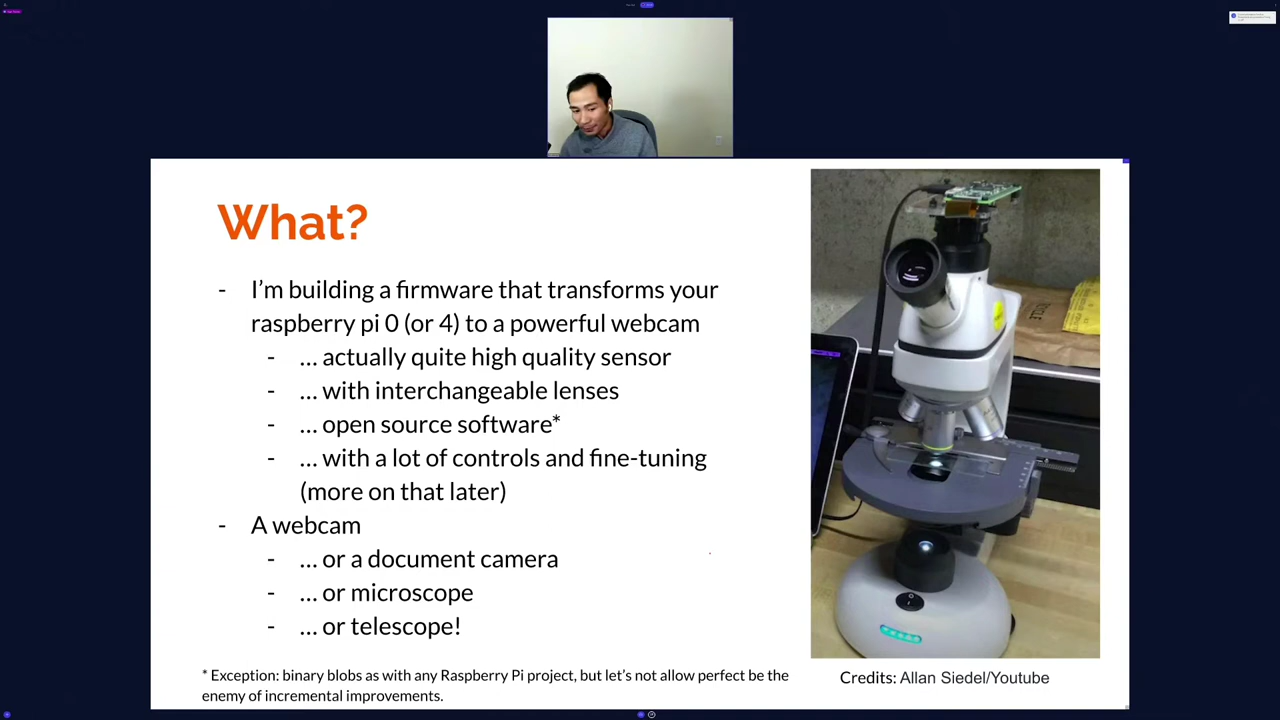 What?
- I'm building a firmware that transforms your
raspberry pi 0 (or 4) to a powerful webcam
- ... actually quite high quality sensor
- ... with interchangeable lenses
- ... open source software*
- ... with a lot of controls and fine-tuning
(more on that later)
- A webcam
- ... or a document camera
- ... or microscope
- ... or telescope!
* Exception: binary blobs as with any Raspberry Pi project, but let's not allow perfect be the
enemy of incremental improvements.
Credits: Allan Siedel/Youtube